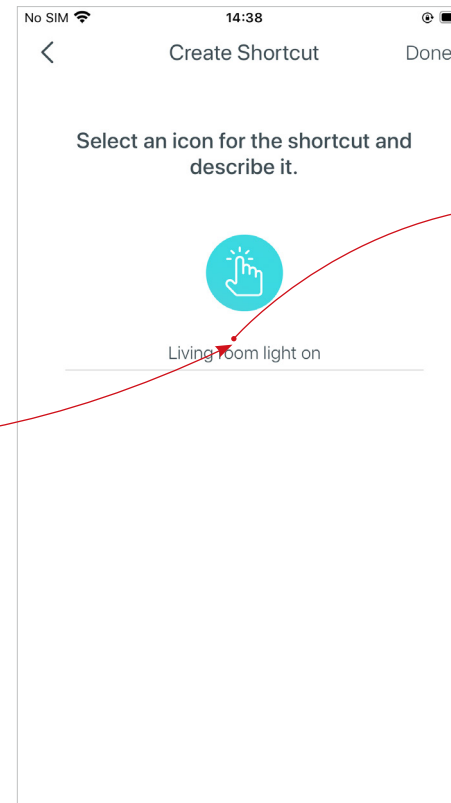 No SIM 14:38
Create Shortcut Done
Select an icon for the shortcut and
describe it.
Living room light on